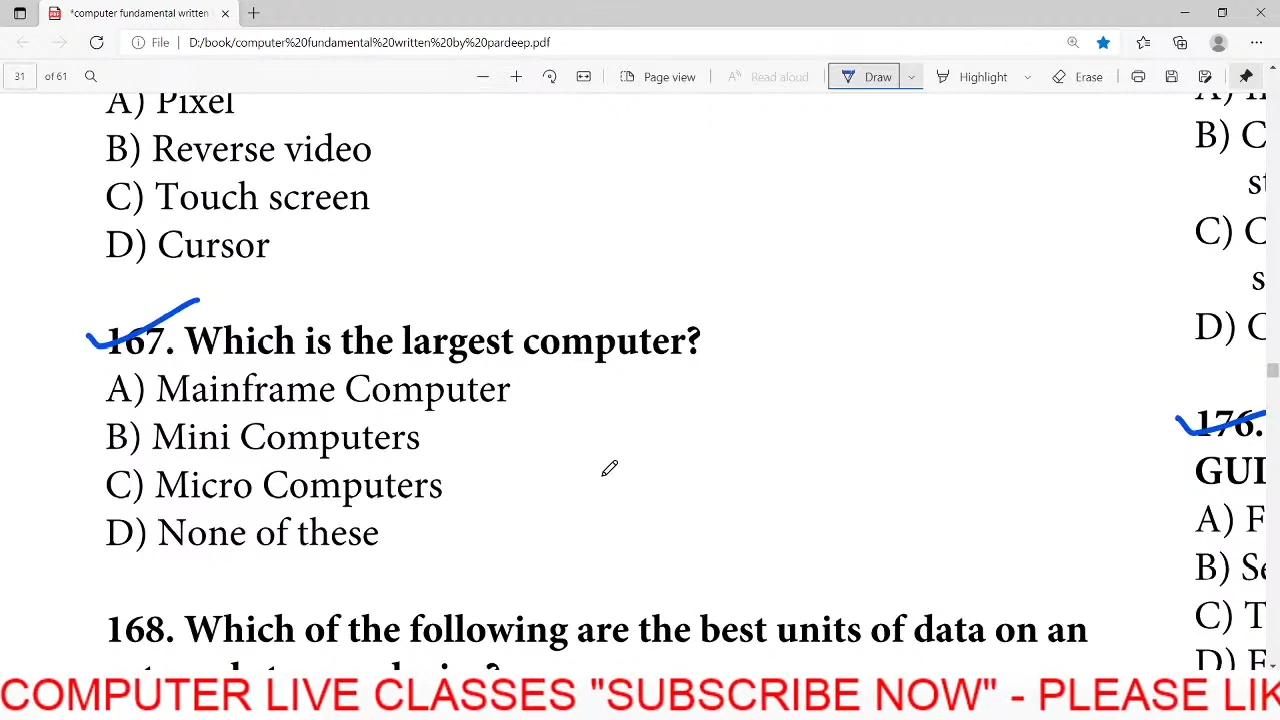 *computer fundamental written
File D:/book/computer%20fundamental%20written%20by%20pardeep.pdf
31 of 61 Page view Read aloud Draw Highlight Erase
A) Pixel
B) Reverse video
C) Touch screen
D) Cursor
167. Which is the largest computer?
A) Mainframe Computer
B) Mini Computers
C) Micro Computers
D) None of these
168. Which of the following are the best units of data on an
B) C
st
C) C
s
D) C
176.
GUI
A) F
B) Se
C) T
COMPUTER LIVE CLASSES "SUBSCRIBE NOW" - PLEASE LIK